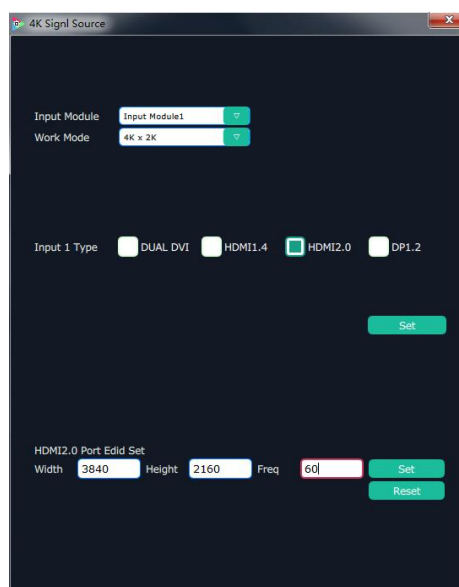 4K Signl Source
Input Module Input Module1
Work Mode 4K x 2K
Input 1 Type DUAL DVI HDMI1.4 HDMI2.0 DP1.2
Set
HDMI2.0 Port Edid Set
Width 3840 Height 2160 Freq 60 Set
Reset